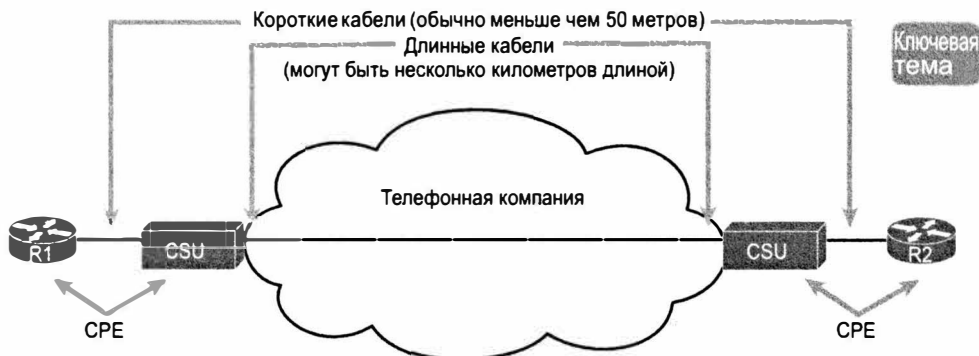 Короткие кабели (обычно меньше чем 50 метров)
Длинные кабели
(могут быть несколько километров длиной)
Ключевая
тема
Телефонная компания
R1
CSU
CSU
R2
CPE
CPE